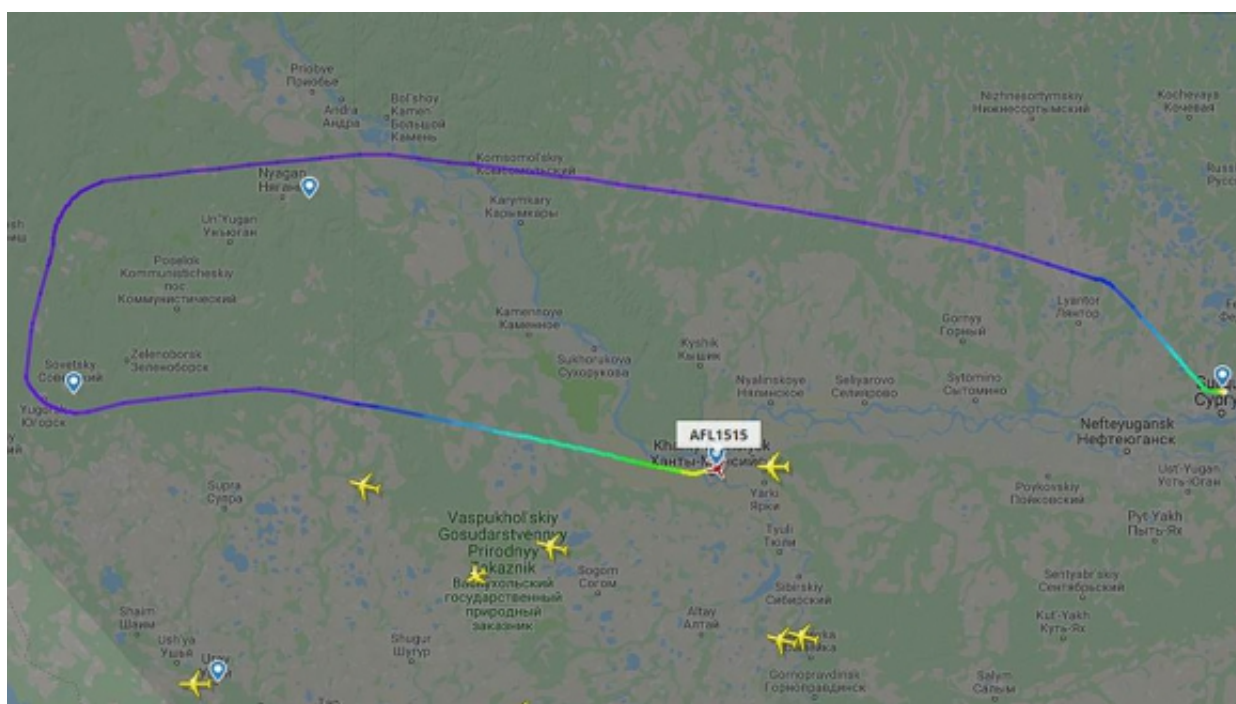 Priobye
Приобье
Andra
Андра
Bol'shoy
Kamen
Большой
Камень
Nizhnesortymskiy
Нижнесортымский
Kochevaya
Кочевая
Komsomol'skiy
Комсомольский
Nyagan
Karymkary
Карымкары
Un'Yugan
Унъюган
Poselok
Kommunisticheskiy
пос
Коммунистический
Kamennoye
Каменное
Gornyy
Горный
Lyantor
Лянтор
Sovetsky
Zelenoborsk
Зеленоборск
Sukhorukova
Сухорукова
Kyshik
Кышик
Nyalinskoye
Нялинское
Seliyarovo
Селиярово
Sytomino
Сытомино
Yugorsk
Югорск
AFL1515
Nefteyugansk
Нефтеюганск
Supra
Супра
Yarki
Ярки
Poykovskiy
Пойковский
Ust-Yugan
Усть-Юган
Vaspukhol'skiy
Gosudarstvennyy
Prirodnyy
Васпухольский
государственный
природный
заказник
Tyuli
Тюли
Pyt-Yakh
Пыть-Ях
Sogom
Согом
Sibirskiy
Сибирский
Sentyabr'skiy
Сентябрьский
Shaim
Шаим
Altay
Алтай
Kut'-Yakh
Куть-Ях
Ush'ya
Ушья
Shugur
Шугур
Gornopravdinsk
Горноправдинск
Salym
Салым